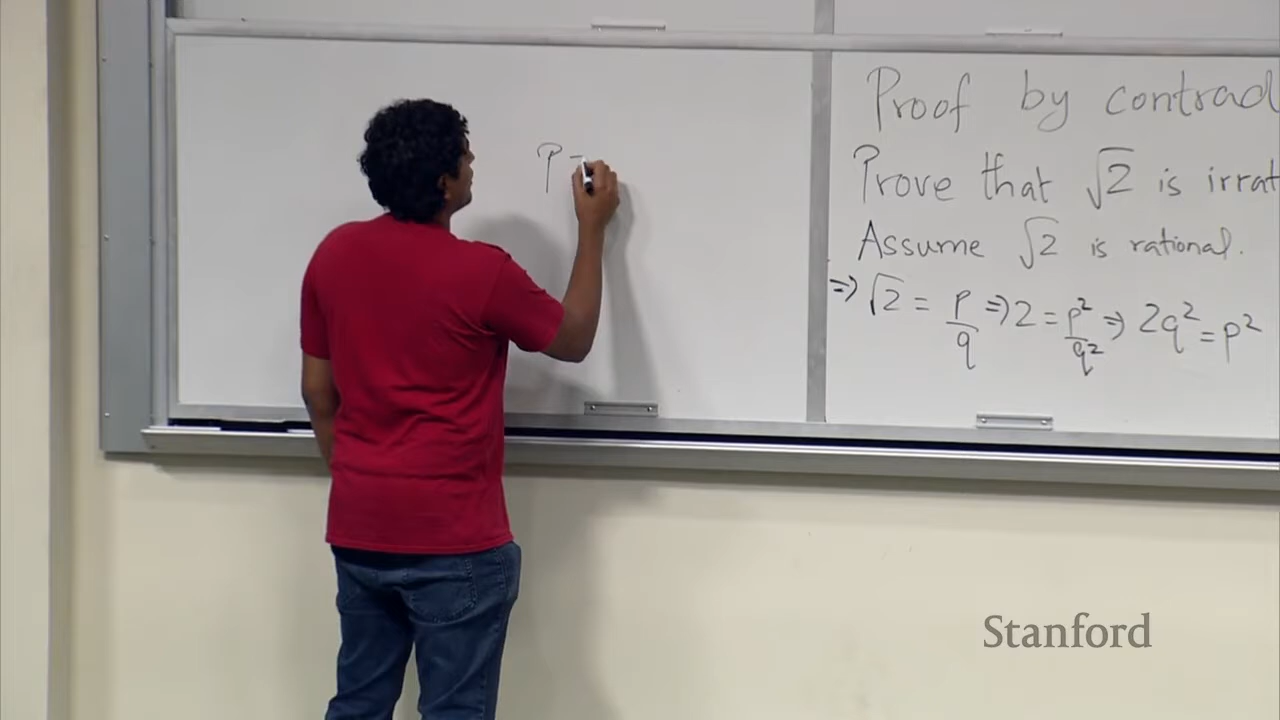 P =
Proof by contrad
Prove that √2 is irrat
Assume √2 is rational.
⇒ √2 = p/q ⇒ 2 = p²/q² ⇒ 2q² = p²
Stanford